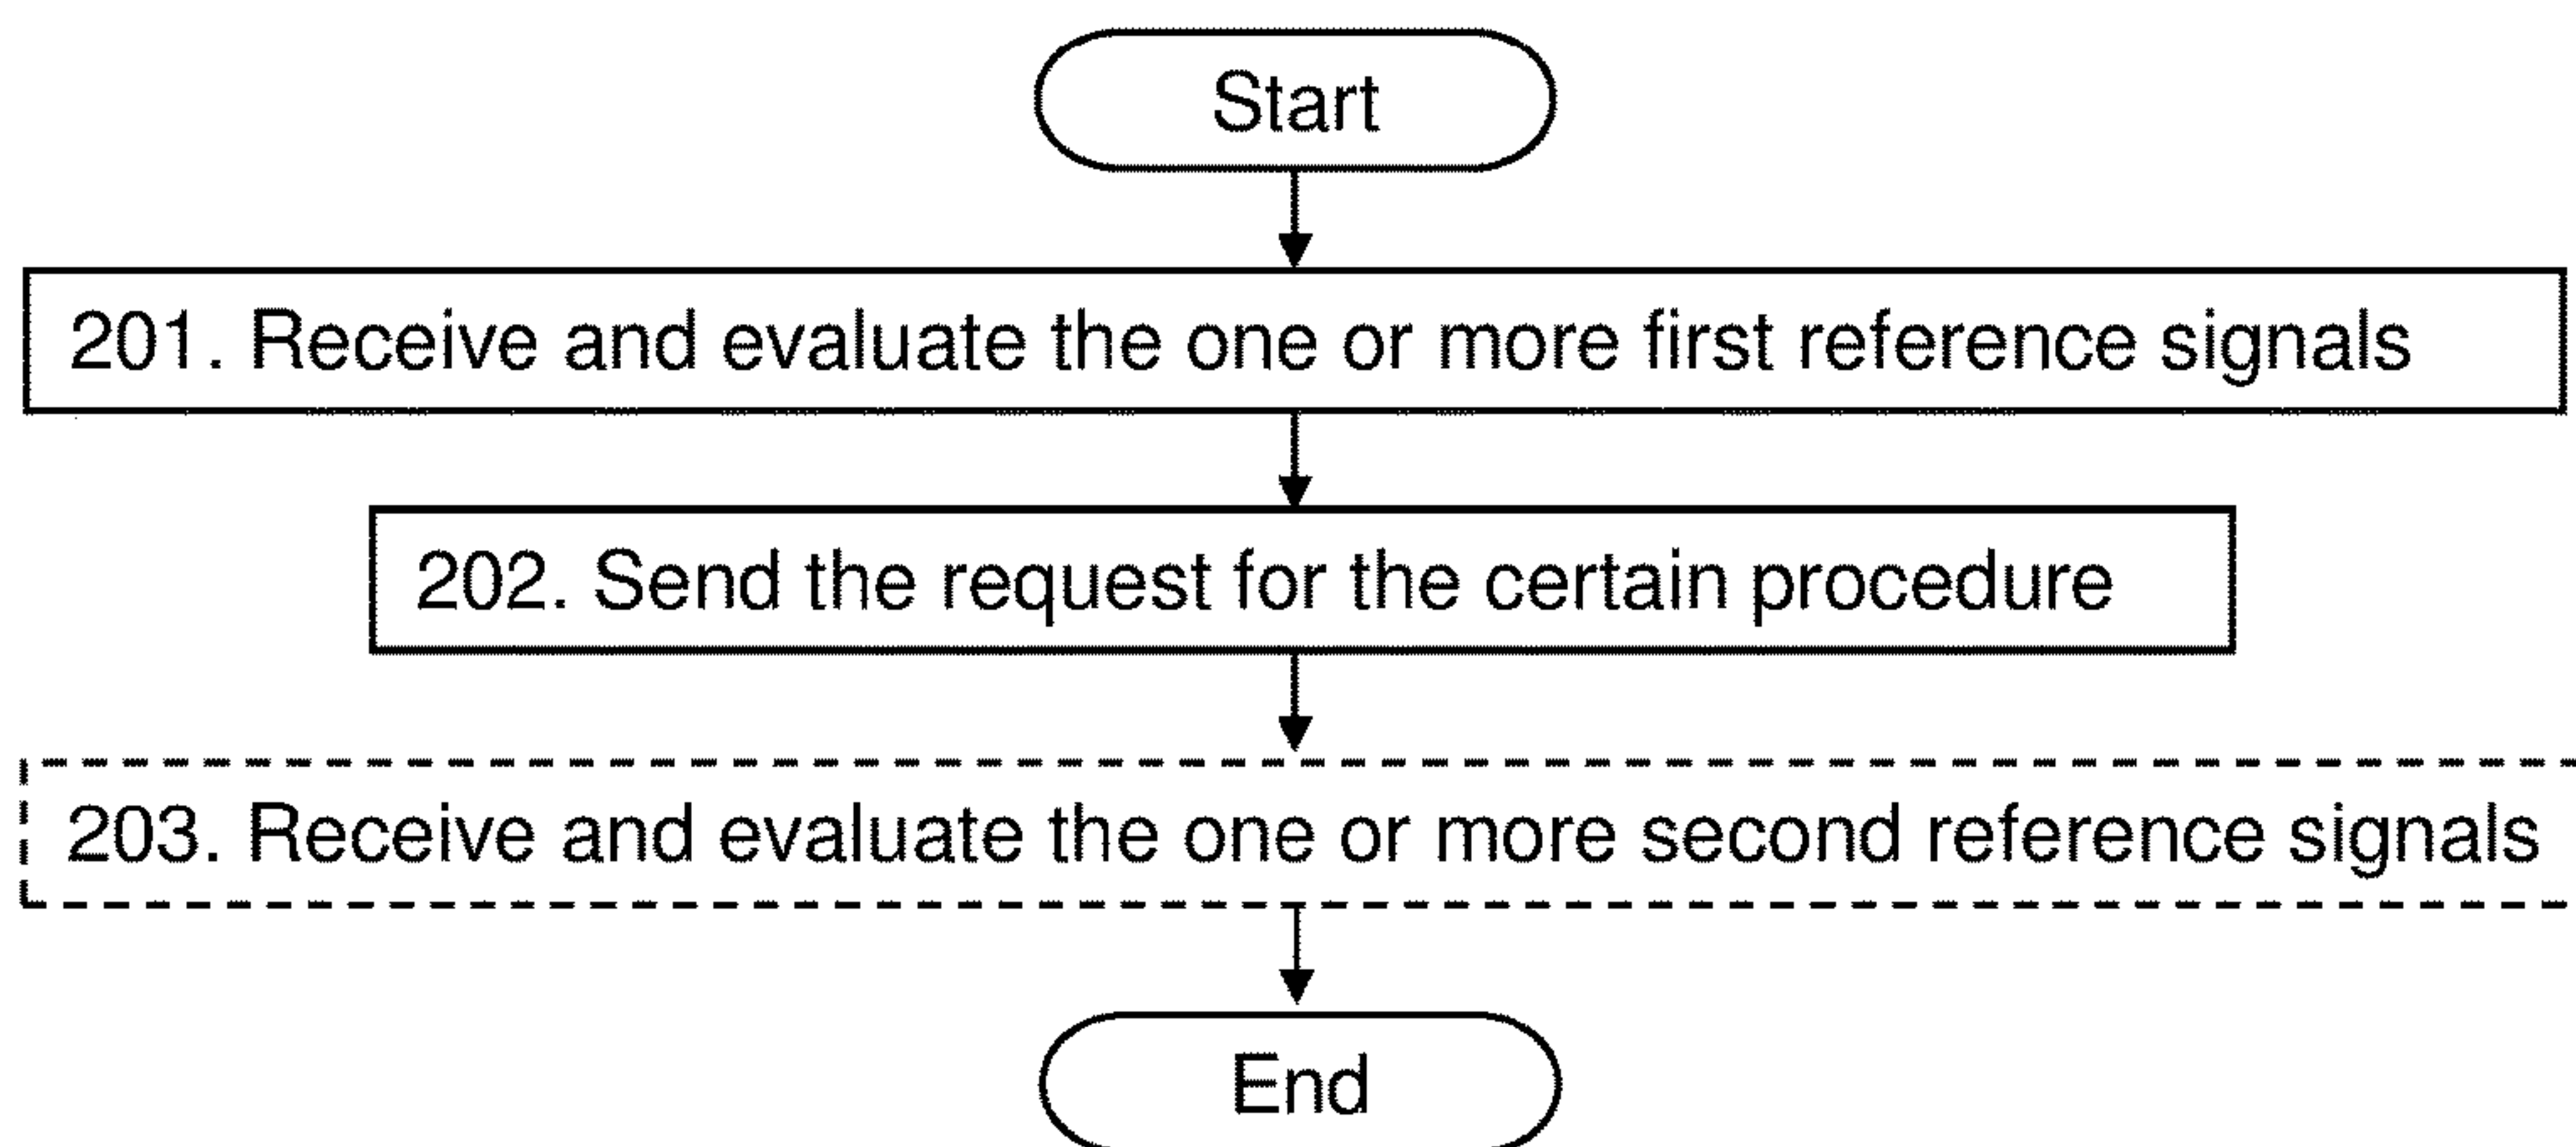 Start
201. Receive and evaluate the one or more first reference signals
202. Send the request for the certain procedure
203. Receive and evaluate the one or more second reference signals
End